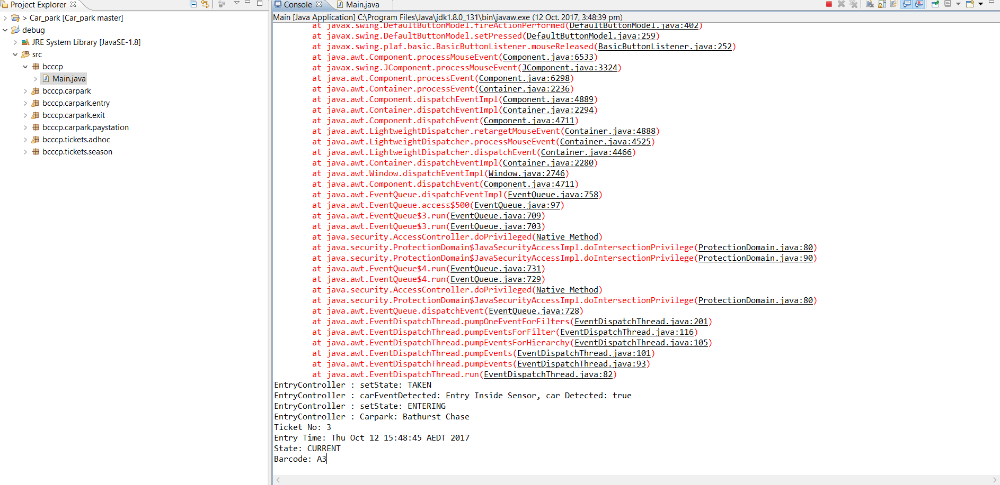 Project Explorer
> Car_park [Car_park master]
debug
JRE System Library [JavaSE-1.8]
src
bcccp
Main.java
bcccp.carpark
bcccp.carpark.entry
bcccp.carpark.exit
bcccp.carpark.paystation
bcccp.tickets.adhoc
bcccp.tickets.season
Console
Main.java
Main [Java Application] C:\Program Files\Java\jdk1.8.0_131\bin\javaw.exe (12 Oct. 2017, 3:48:39 pm)
at javax.swing.DefaultButtonModel.fireActionPerformed(DefaultButtonModel.java:402)
at javax.swing.DefaultButtonModel.setPressed(DefaultButtonModel.java:259)
at javax.swing.plaf.basic.BasicButtonListener.mouseReleased(BasicButtonListener.java:252)
at java.awt.Component.processMouseEvent(Component.java:6533)
at javax.swing.JComponent.processMouseEvent(JComponent.java:3324)
at java.awt.Component.processEvent(Component.java:6298)
at java.awt.Container.processEvent(Container.java:2236)
at java.awt.Component.dispatchEventImpl(Component.java:4889)
at java.awt.Container.dispatchEventImpl(Container.java:2294)
at java.awt.Component.dispatchEvent(Component.java:4711)
at java.awt.LightweightDispatcher.retargetMouseEvent(Container.java:4888)
at java.awt.LightweightDispatcher.processMouseEvent(Container.java:4525)
at java.awt.LightweightDispatcher.dispatchEvent(Container.java:4466)
at java.awt.Container.dispatchEventImpl(Container.java:2280)
at java.awt.Window.dispatchEventImpl(Window.java:2746)
at java.awt.Component.dispatchEvent(Component.java:4711)
at java.awt.EventQueue.dispatchEventImpl(EventQueue.java:758)
at java.awt.EventQueue.access$500(EventQueue.java:97)
at java.awt.EventQueue$3.run(EventQueue.java:709)
at java.awt.EventQueue$3.run(EventQueue.java:703)
at java.security.AccessController.doPrivileged(Native Method)
at java.security.ProtectionDomain$JavaSecurityAccessImpl.doIntersectionPrivilege(ProtectionDomain.java:80)
at java.security.ProtectionDomain$JavaSecurityAccessImpl.doIntersectionPrivilege(ProtectionDomain.java:90)
at java.awt.EventQueue$4.run(EventQueue.java:731)
at java.awt.EventQueue$4.run(EventQueue.java:729)
at java.security.AccessController.doPrivileged(Native Method)
at java.security.ProtectionDomain$JavaSecurityAccessImpl.doIntersectionPrivilege(ProtectionDomain.java:80)
at java.awt.EventQueue.dispatchEvent(EventQueue.java:728)
at java.awt.EventDispatchThread.pumpOneEventForFilters(EventDispatchThread.java:201)
at java.awt.EventDispatchThread.pumpEventsForFilter(EventDispatchThread.java:116)
at java.awt.EventDispatchThread.pumpEventsForHierarchy(EventDispatchThread.java:105)
at java.awt.EventDispatchThread.pumpEvents(EventDispatchThread.java:101)
at java.awt.EventDispatchThread.pumpEvents(EventDispatchThread.java:93)
at java.awt.EventDispatchThread.run(EventDispatchThread.java:82)
EntryController : setState: TAKEN
EntryController : carEventDetected: Entry Inside Sensor, car Detected: true
EntryController : setState: ENTERING
EntryController : Carpark: Bathurst Chase
Ticket No: 3
Entry Time: Thu Oct 12 15:48:45 AEDT 2017
State: CURRENT
Barcode: A3